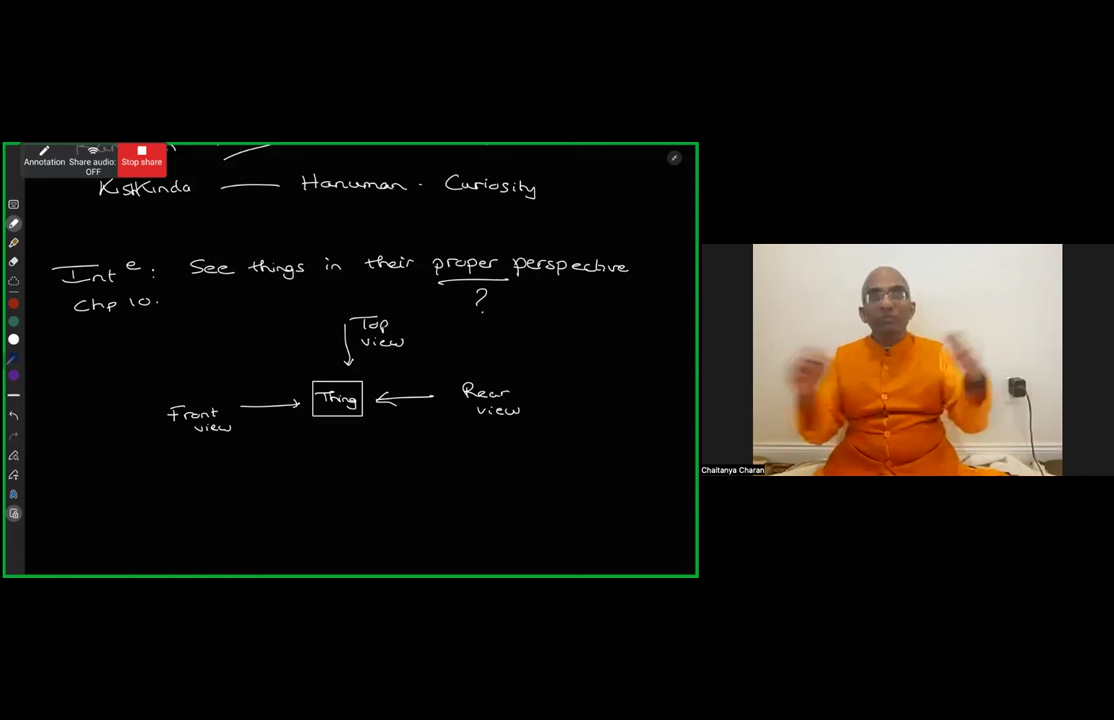 Annotation
Share audio:
OFF
Stop share
KishKinda — Hanuman. Curiosity
Int e: See things in their proper perspective
Chp 10.
?
Top
view
Front
view
Thing
Rear
view
Chaitanya Charan